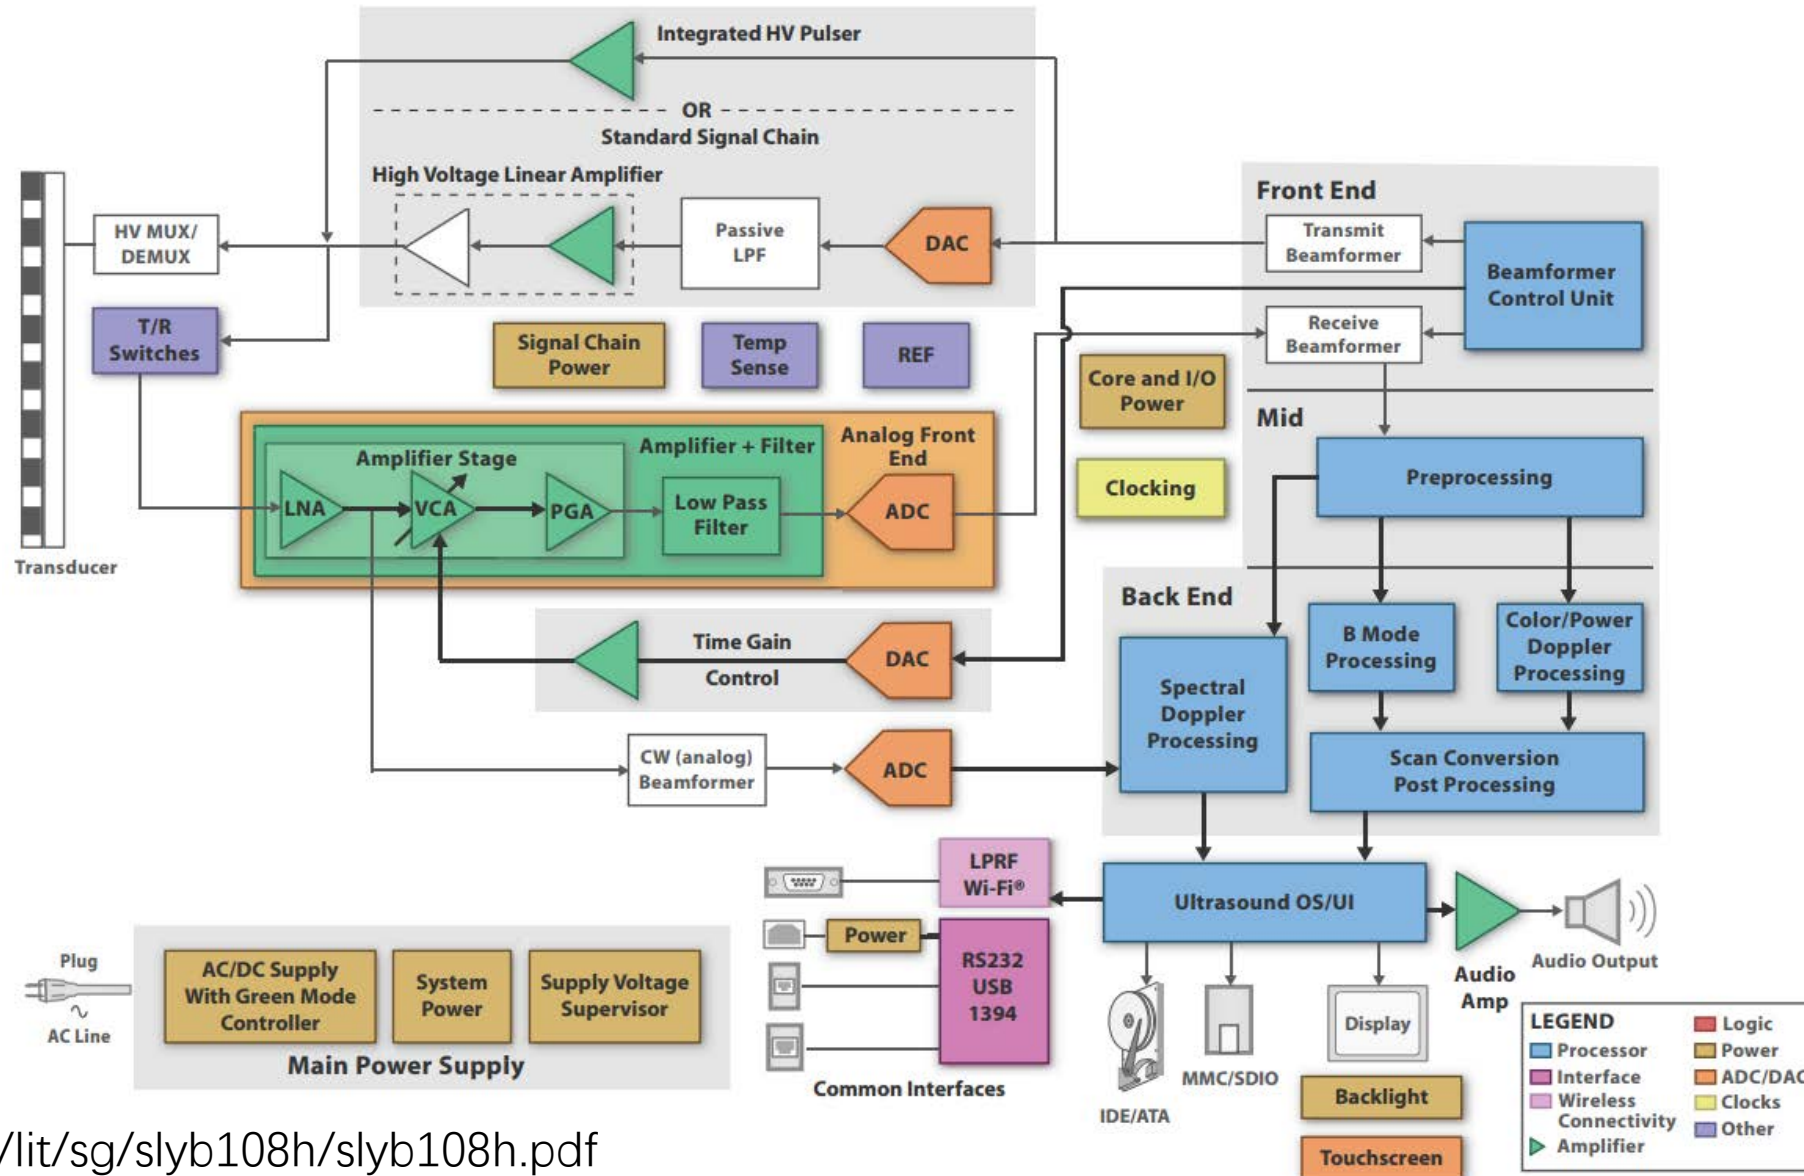 Integrated HV Pulser
OR
Standard Signal Chain
High Voltage Linear Amplifier
HV MUX/
DEMUX
Passive
LPF
DAC
Front End
Transmit
Beamformer
Beamformer
Control Unit
Receive
Beamformer
T/R
Switches
Signal Chain
Power
Temp
Sense
REF
Core and I/O
Power
Clocking
Mid
Preprocessing
Transducer
Amplifier Stage
Amplifier + Filter
Analog Front
End
LNA
VCA
PGA
Low Pass
Filter
ADC
Time Gain
Control
DAC
CW (analog)
Beamformer
ADC
Back End
Spectral
Doppler
Processing
B Mode
Processing
Color/Power
Doppler
Processing
Scan Conversion
Post Processing
LPRF
Wi-Fi®
Power
RS232
USB
1394
Common Interfaces
Ultrasound OS/UI
Audio
Amp
Audio Output
IDE/ATA
MMC/SDIO
Display
Backlight
Touchscreen
Plug
AC Line
AC/DC Supply
With Green Mode
Controller
System
Power
Supply Voltage
Supervisor
Main Power Supply
LEGEND
Processor
Interface
Wireless
Connectivity
Amplifier
Logic
Power
ADC/DAC
Clocks
Other
/lit/sg/slyb108h/slyb108h.pdf